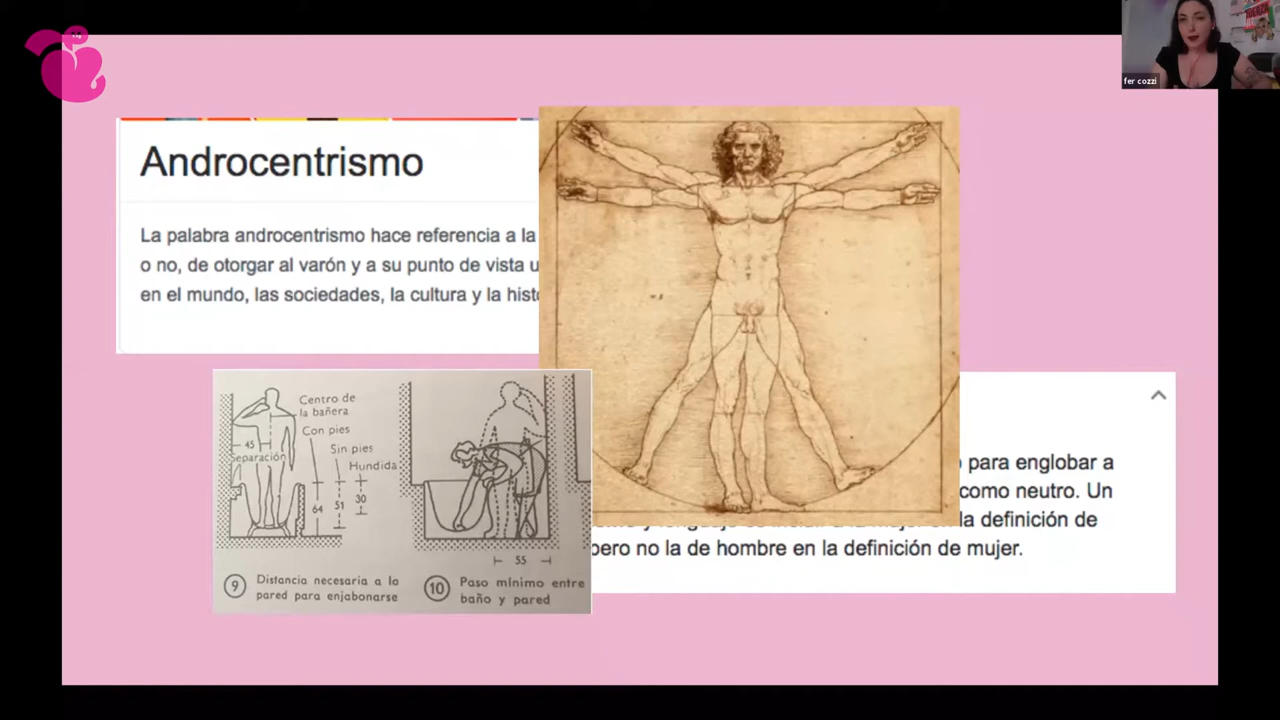 fer cozzi
Androcentrismo
La palabra androcentrismo hace referencia a la
o no, de otorgar al varón y a su punto de vista
en el mundo, las sociedades, la cultura y la
para englobar a
como neutro. Un
la definición de
pero no la de hombre en la definición de mujer.
Centro de
la bañera
Con pies
45
Separación
Sin pies
Hundida
64
51
30
55
9
Distancia necesaria a la
pared para enjabonarse
10
Paso mínimo entre
baño y pared